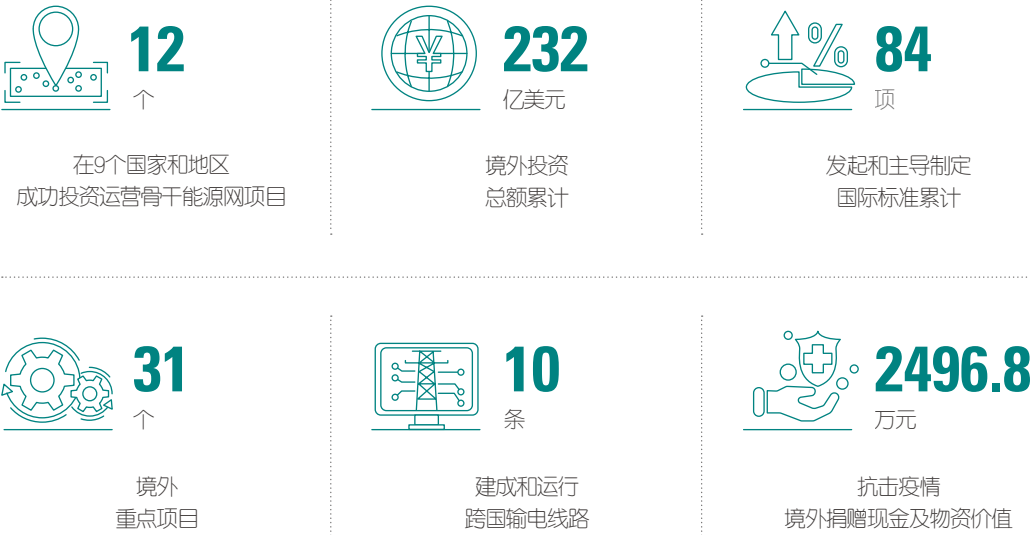 12
个
在9个国家和地区
成功投资运营骨干能源网项目
¥
232
亿美元
境外投资
总额累计
%
84
项
发起和主导制定
国际标准累计
31
个
境外
重点项目
10
条
建成和运行
跨国输电线路
2496.8
万元
抗击疫情
境外捐赠现金及物资价值